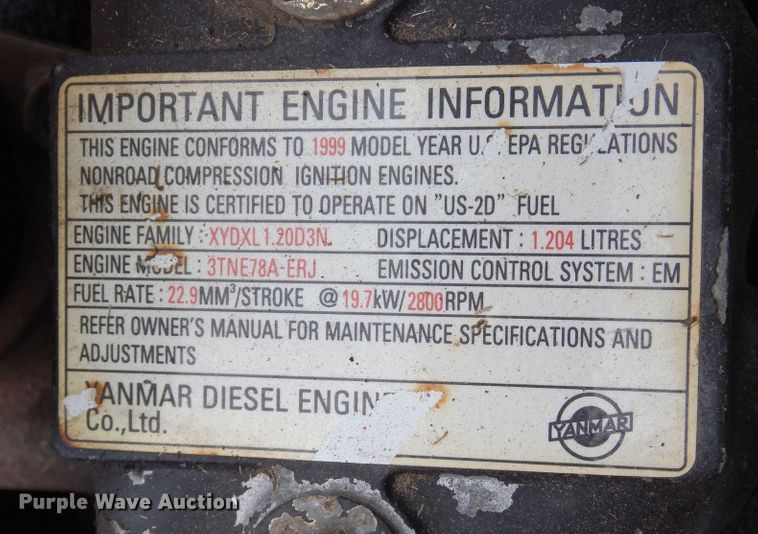 IMPORTANT ENGINE INFORMATION
THIS ENGINE CONFORMS TO 1999 MODEL YEAR U.S. EPA REGULATIONS
NONROAD COMPRESSION IGNITION ENGINES.
THIS ENGINE IS CERTIFIED TO OPERATE ON "US-2D" FUEL
ENGINE FAMILY : XYDXL1.20D3N DISPLACEMENT : 1.204 LITRES
ENGINE MODEL : 3TNE78A-ERJ EMISSION CONTROL SYSTEM : EM
FUEL RATE : 22.9MM³/STROKE @ 19.7kW/2800RPM
REFER OWNER'S MANUAL FOR MAINTENANCE SPECIFICATIONS AND
ADJUSTMENTS
YANMAR DIESEL ENGINE
Co.,Ltd.
YANMAR
Purple Wave Auction